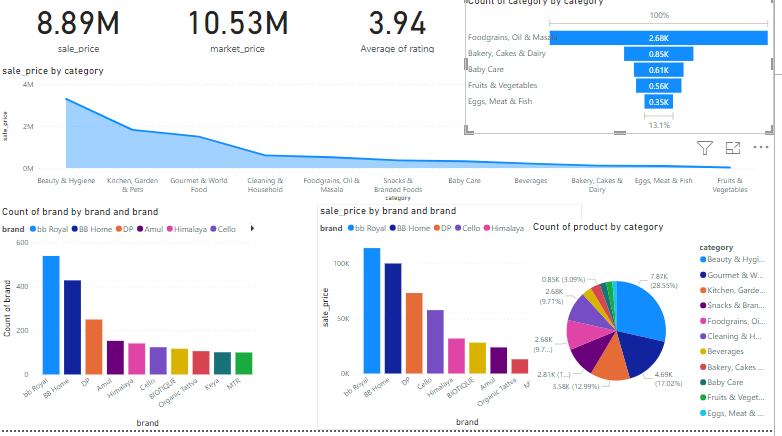 8.89M
sale_price
10.53M
market_price
3.94
Average of rating
Count of category by category
100%
Foodgrains, Oil & Masala
2.68K
Bakery, Cakes & Dairy
0.85K
Baby Care
0.61K
Fruits & Vegetables
0.56K
Eggs, Meat & Fish
0.35K
13.1%
sale_price by category
sale_price
4M
2M
0M
Beauty & Hygiene
Kitchen, Garden
& Pets
Gourmet & World
Food
Cleaning &
Household
Foodgrains, Oil &
Masala
Snacks &
Branded Foods
Baby Care
Beverages
Bakery, Cakes &
Dairy
Eggs, Meat & Fish
Fruits &
Vegetables
category
Count of brand by brand and brand
brand bb Royal BB Home DP Amul Himalaya Cello
Count of brand
600
400
200
0
bb Royal
BB Home
DP
Amul
Himalaya
Cello
BIOTIQUE
Organic Tattva
Keya
MTR
brand
sale_price by brand and brand
brand bb Royal BB Home DP Cello Himalaya
sale_price
100K
50K
0K
bb Royal
BB Home
DP
Cello
Himalaya
BIOTIQUE
Amul
Organic Tattva
brand
Count of product by category
7.87K
(28.55%)
4.69K
(17.02%)
3.58K (12.99%)
2.81K (1...)
2.68K
(9.7...)
2.68K
(9.71%)
0.85K (3.09%)
category
Beauty & Hygi...
Gourmet & W...
Kitchen, Garde...
Snacks & Bran...
Foodgrains, Oi...
Cleaning & H...
Beverages
Bakery, Cakes ...
Baby Care
Fruits & Veget...
Eggs, Meat & ...